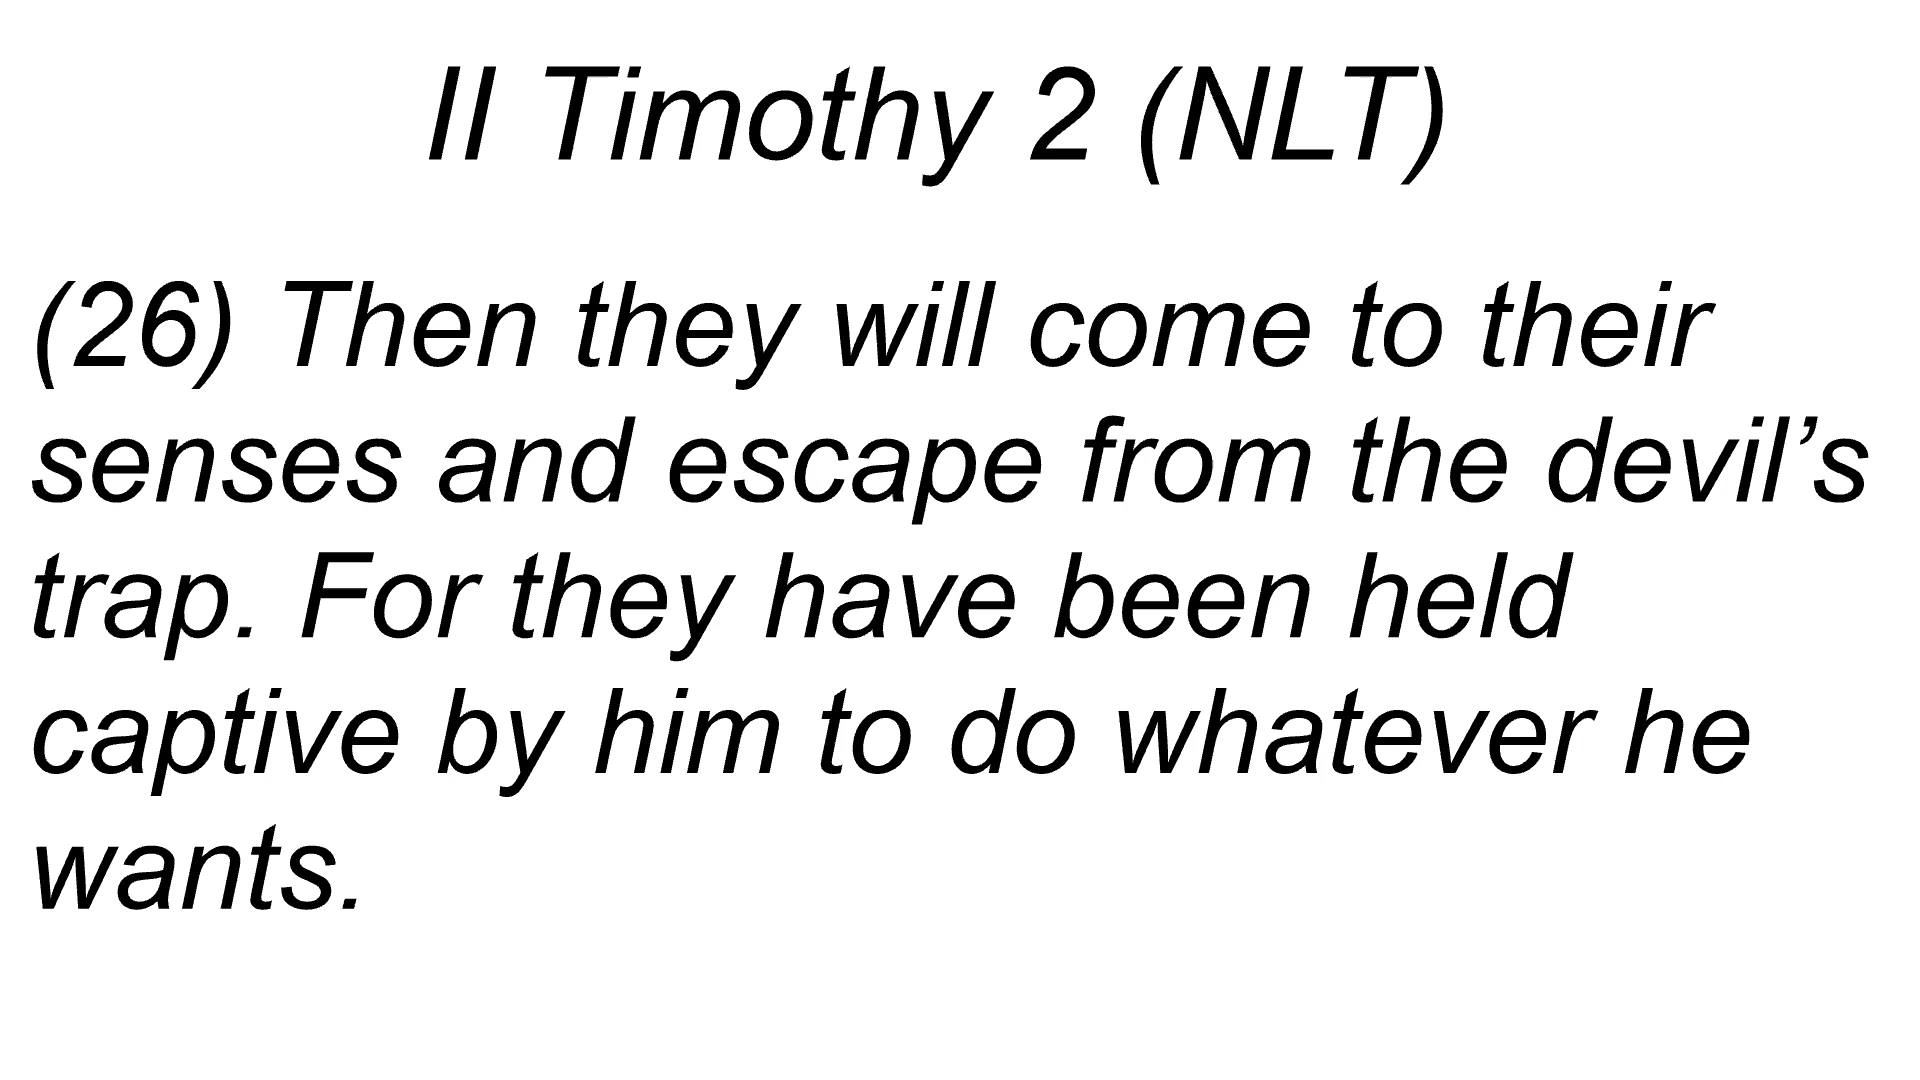 II Timothy 2 (NLT)
(26) Then they will come to their
senses and escape from the devil’s
trap. For they have been held
captive by him to do whatever he
wants.